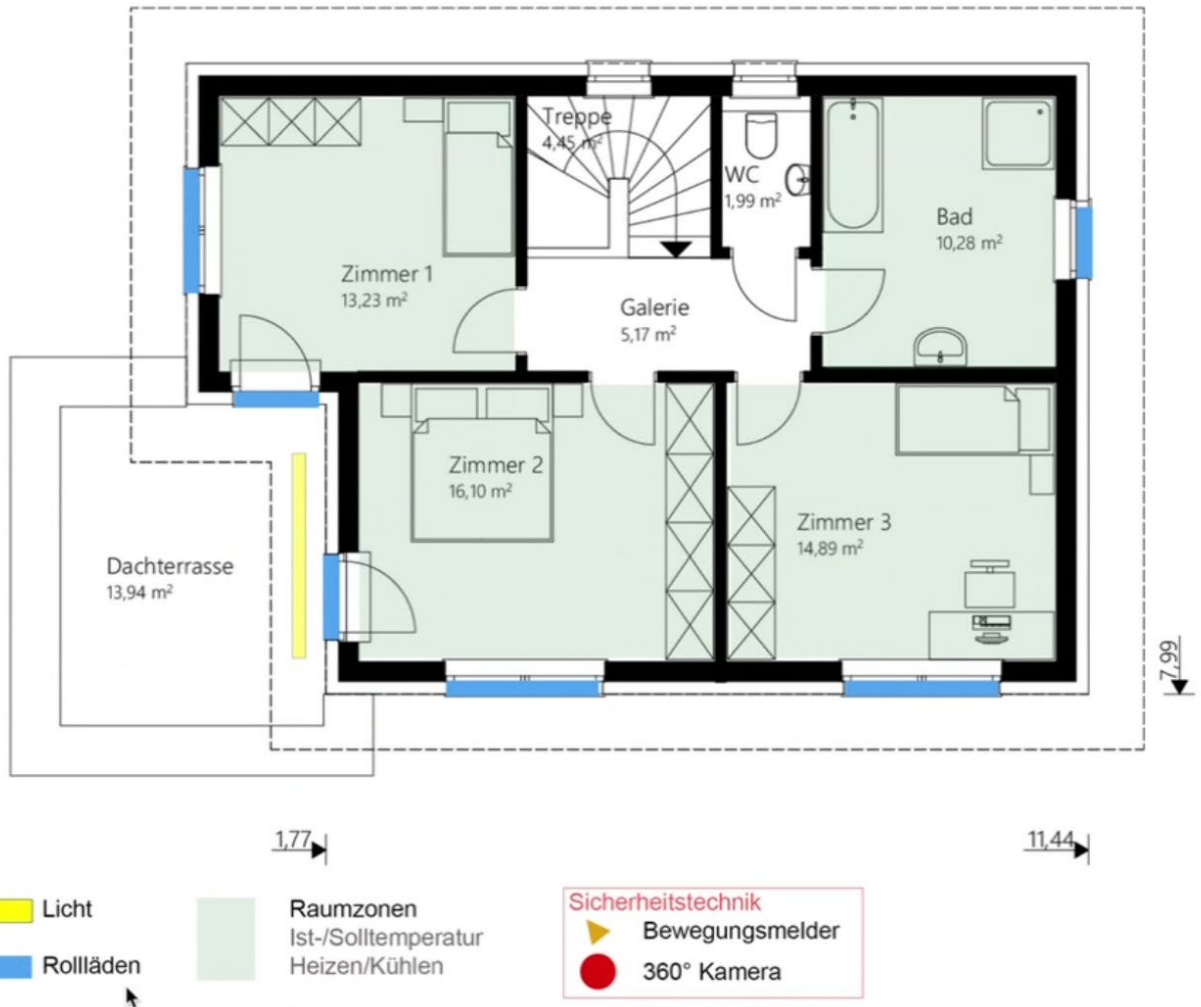 Treppe
4,45 m²
WC
1,99 m²
Bad
10,28 m²
Zimmer 1
13,23 m²
Galerie
5,17 m²
Zimmer 2
16,10 m²
Zimmer 3
14,89 m²
Dachterrasse
13,94 m²
7,99
1,77
11,44
Licht
Rollläden
Raumzonen
Ist-/Solltemperatur
Heizen/Kühlen
Sicherheitstechnik
Bewegungsmelder
360° Kamera